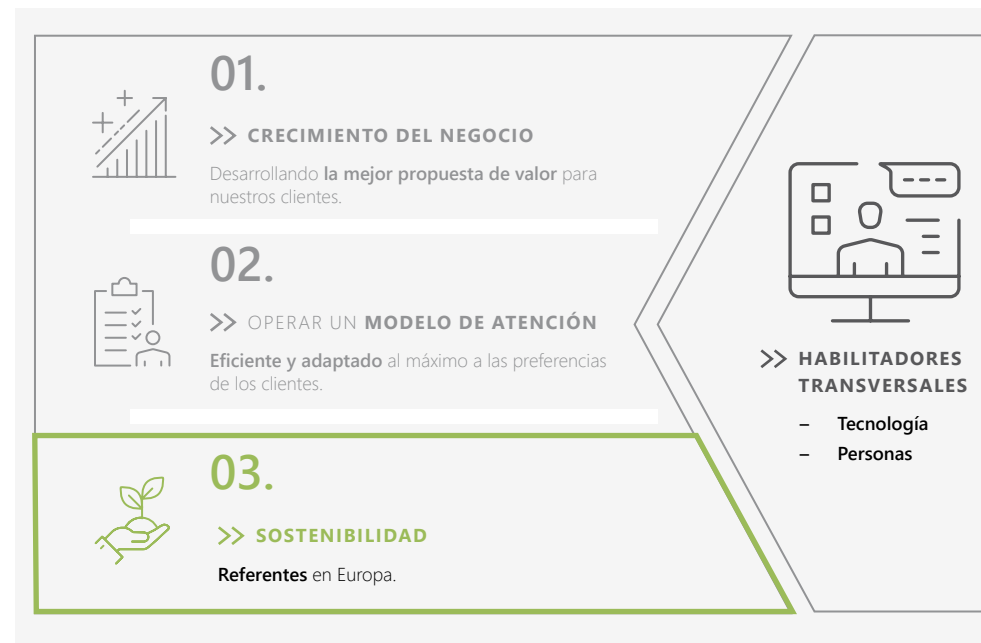 01.
>> CRECIMIENTO DEL NEGOCIO
Desarrollando la mejor propuesta de valor para
nuestros clientes.
02.
>> OPERAR UN MODELO DE ATENCIÓN
Eficiente y adaptado al máximo a las preferencias
de los clientes.
03.
>> SOSTENIBILIDAD
Referentes en Europa.
>> HABILITADORES
TRANSVERSALES
– Tecnología
– Personas